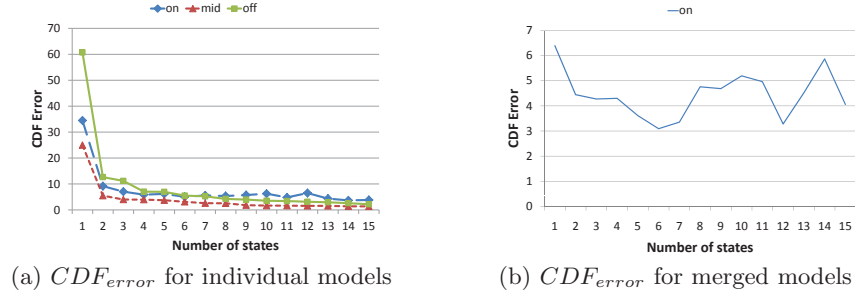 on mid off
70
60
50
40
30
20
10
0
CDF Error
1 2 3 4 5 6 7 8 9 10 11 12 13 14 15
Number of states
(a) CDF_error for individual models
on
7
6
5
4
3
2
1
0
CDF Error
1 2 3 4 5 6 7 8 9 10 11 12 13 14 15
Number of states
(b) CDF_error for merged models